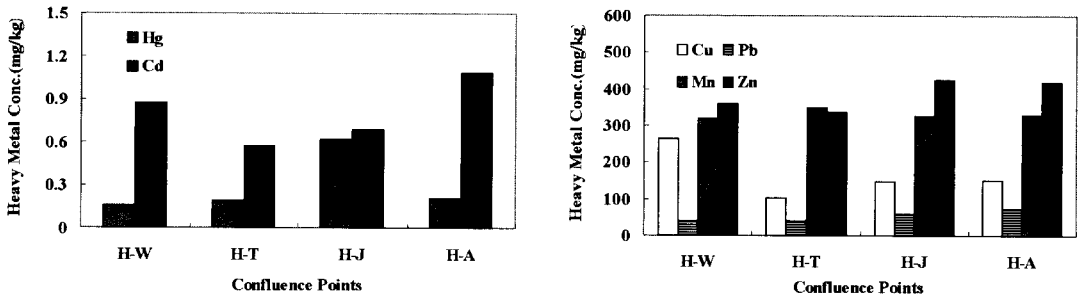 Heavy Metal Conc.(mg/kg)
1.5
1.2
0.9
0.6
0.3
0
Hg
Cd
H-W H-T H-J H-A
Confluence Points
Heavy Metal Conc.(mg/kg)
600
500
400
300
200
100
0
Cu Pb
Mn Zn
H-W H-T H-J H-A
Confluence Points